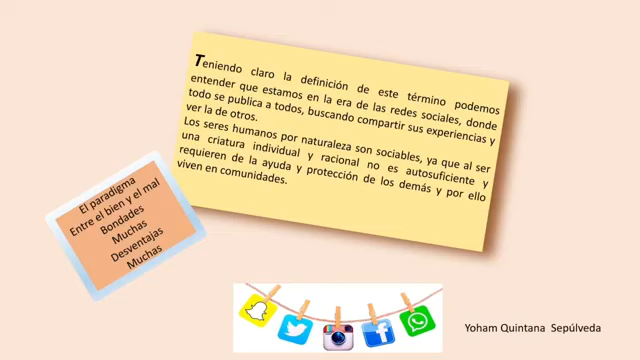 Teniendo claro la definición de este término podemos
entender que estamos en la era de las redes sociales, donde
todo se publica a todos, buscando compartir sus experiencias y
ver la de otros.
Los seres humanos por naturaleza son sociables, ya que al ser
una criatura individual y racional no es autosuficiente y
requieren de la ayuda y protección de los demás y por ello
viven en comunidades.
El paradigma
Entre el bien y el mal
Bondades
Muchas
Desventajas
Muchas
Yoham Quintana Sepúlveda